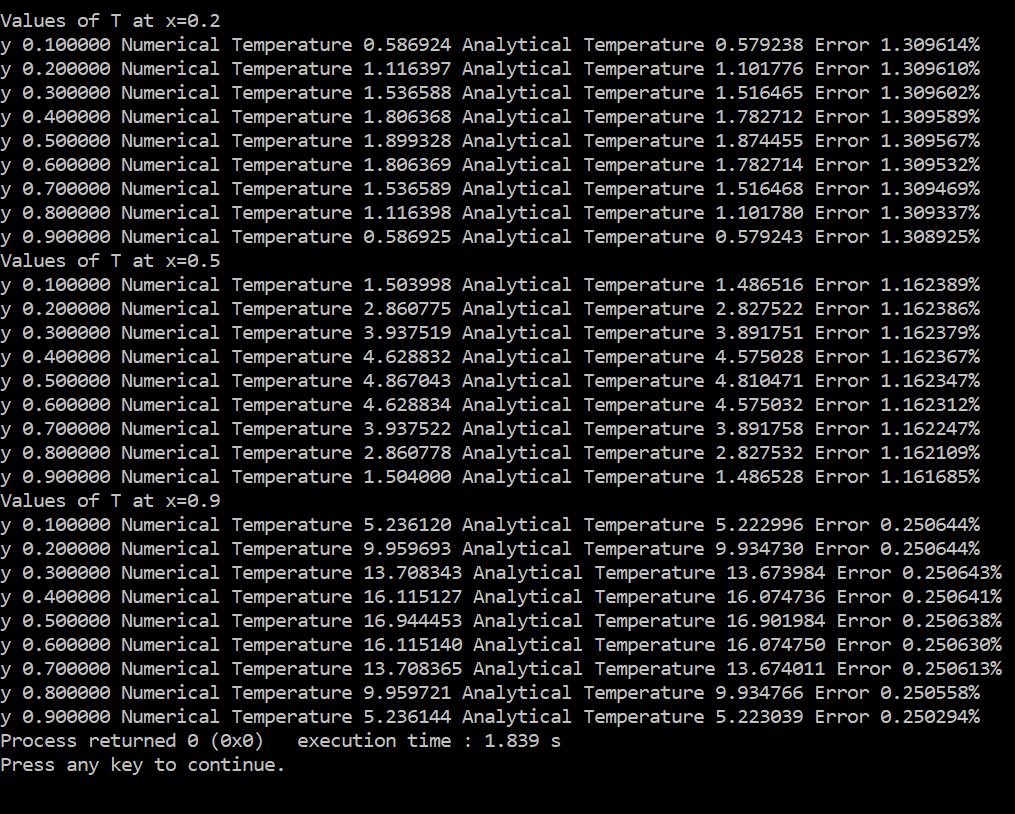 Values of T at x=0.2
y 0.100000 Numerical Temperature 0.586924 Analytical Temperature 0.579238 Error 1.309614%
y 0.200000 Numerical Temperature 1.116397 Analytical Temperature 1.101776 Error 1.309610%
y 0.300000 Numerical Temperature 1.536588 Analytical Temperature 1.516465 Error 1.309602%
y 0.400000 Numerical Temperature 1.806368 Analytical Temperature 1.782712 Error 1.309589%
y 0.500000 Numerical Temperature 1.899328 Analytical Temperature 1.874455 Error 1.309567%
y 0.600000 Numerical Temperature 1.806369 Analytical Temperature 1.782714 Error 1.309532%
y 0.700000 Numerical Temperature 1.536589 Analytical Temperature 1.516468 Error 1.309469%
y 0.800000 Numerical Temperature 1.116398 Analytical Temperature 1.101780 Error 1.309337%
y 0.900000 Numerical Temperature 0.586925 Analytical Temperature 0.579243 Error 1.308925%
Values of T at x=0.5
y 0.100000 Numerical Temperature 1.503998 Analytical Temperature 1.486516 Error 1.162389%
y 0.200000 Numerical Temperature 2.860775 Analytical Temperature 2.827522 Error 1.162386%
y 0.300000 Numerical Temperature 3.937519 Analytical Temperature 3.891751 Error 1.162379%
y 0.400000 Numerical Temperature 4.628832 Analytical Temperature 4.575028 Error 1.162367%
y 0.500000 Numerical Temperature 4.867043 Analytical Temperature 4.810471 Error 1.162347%
y 0.600000 Numerical Temperature 4.628834 Analytical Temperature 4.575032 Error 1.162312%
y 0.700000 Numerical Temperature 3.937522 Analytical Temperature 3.891758 Error 1.162247%
y 0.800000 Numerical Temperature 2.860778 Analytical Temperature 2.827532 Error 1.162109%
y 0.900000 Numerical Temperature 1.504000 Analytical Temperature 1.486528 Error 1.161685%
Values of T at x=0.9
y 0.100000 Numerical Temperature 5.236120 Analytical Temperature 5.222996 Error 0.250644%
y 0.200000 Numerical Temperature 9.959693 Analytical Temperature 9.934730 Error 0.250644%
y 0.300000 Numerical Temperature 13.708343 Analytical Temperature 13.673984 Error 0.250643%
y 0.400000 Numerical Temperature 16.115127 Analytical Temperature 16.074736 Error 0.250641%
y 0.500000 Numerical Temperature 16.944453 Analytical Temperature 16.901984 Error 0.250638%
y 0.600000 Numerical Temperature 16.115140 Analytical Temperature 16.074750 Error 0.250630%
y 0.700000 Numerical Temperature 13.708365 Analytical Temperature 13.674011 Error 0.250613%
y 0.800000 Numerical Temperature 9.959721 Analytical Temperature 9.934766 Error 0.250558%
y 0.900000 Numerical Temperature 5.236144 Analytical Temperature 5.223039 Error 0.250294%
Process returned 0 (0x0)   execution time : 1.839 s
Press any key to continue.